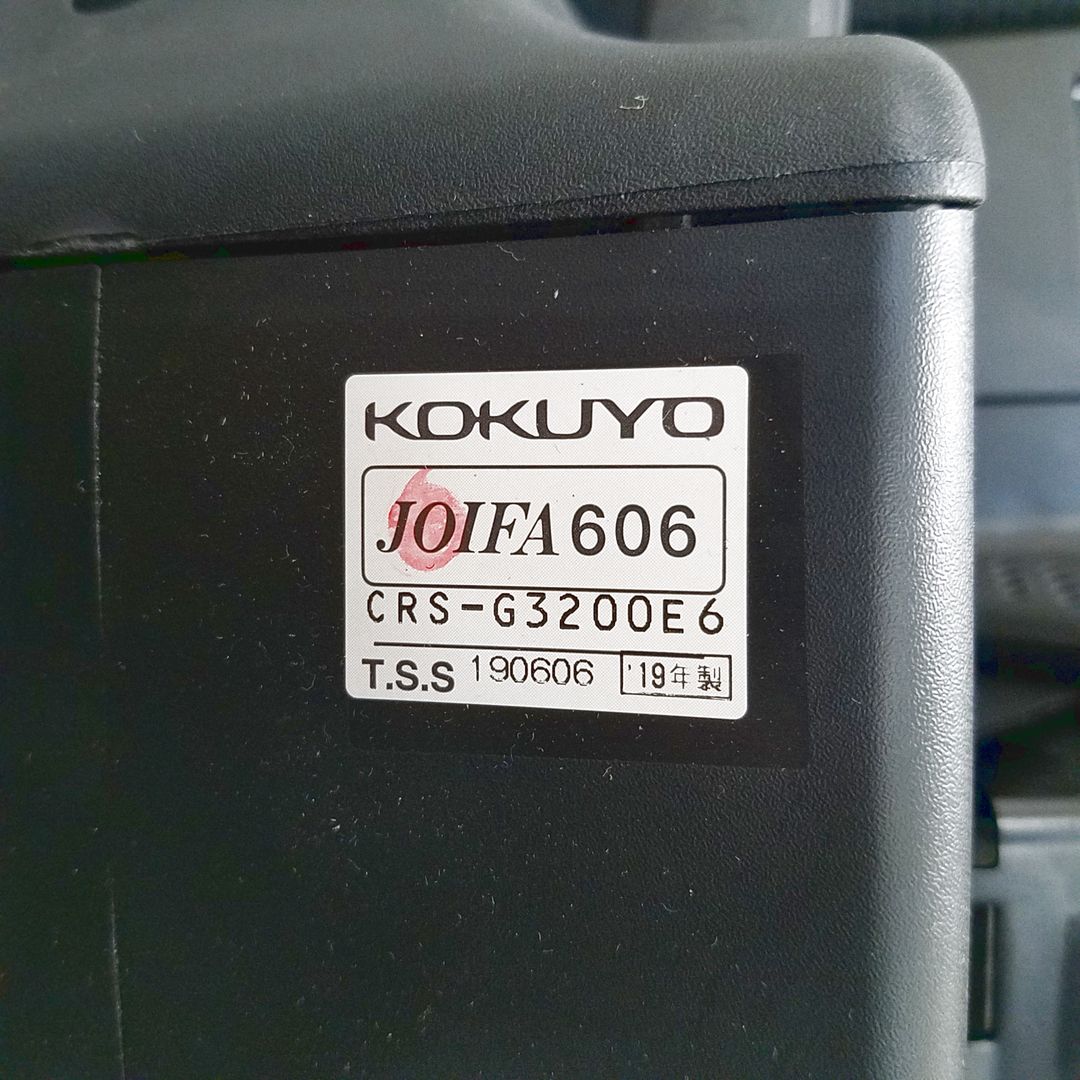 KOKUYO
JOIFA 606
CRS-G3200E6
T.S.S 190606 '19年製